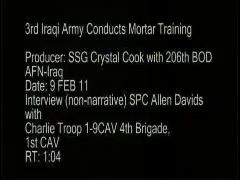 3rd Iraqi Army Conducts Mortar Training
Producer: SSG Crystal Cook with 206th BOD
AFN-Iraq
Date: 9 FEB 11
Interview (non-narrative) SPC Allen Davids
with
Charlie Troop 1-9CAV 4th Brigade,
1st CAV
RT: 1:04